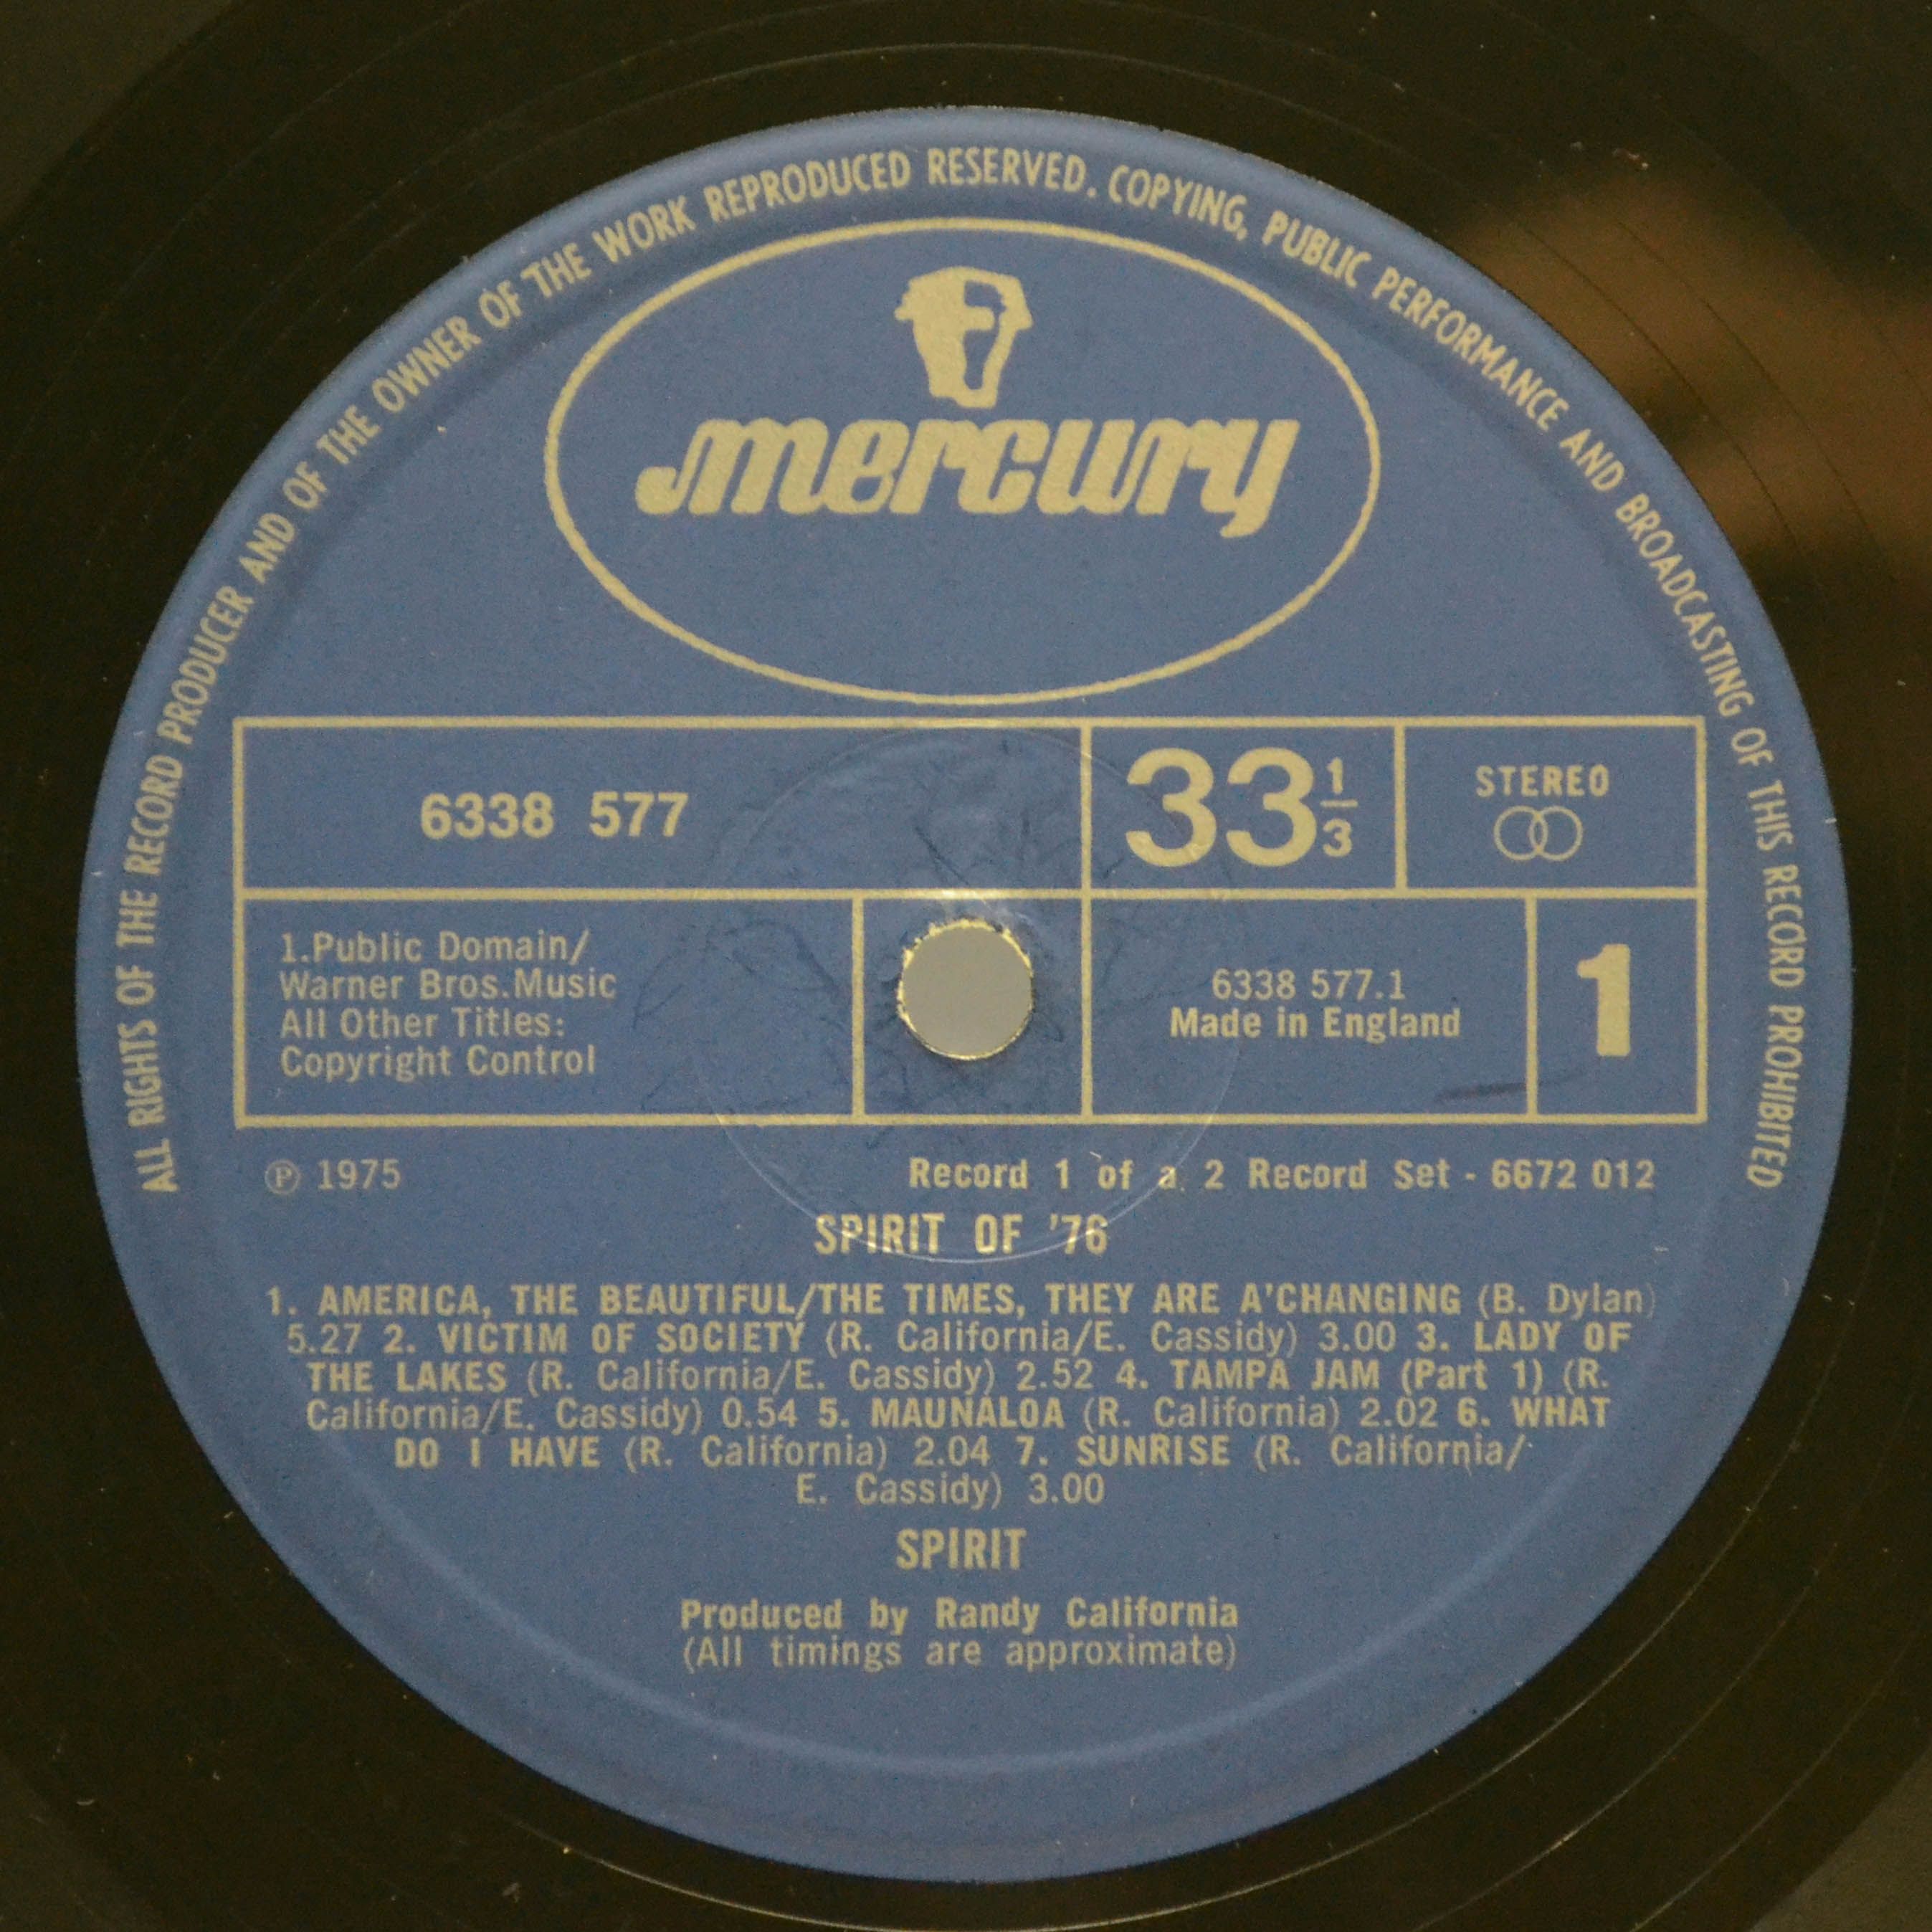 ALL RIGHTS OF THE RECORD PRODUCER AND OF THE OWNER OF THE WORK REPRODUCED RESERVED. COPYING, PUBLIC PERFORMANCE AND BROADCASTING OF THIS RECORD PROHIBITED
mercury
6338 577
33 1/3
STEREO
1.Public Domain/
Warner Bros.Music
All Other Titles:
Copyright Control
6338 577.1
Made in England
1
℗ 1975
Record 1 of a 2 Record Set - 6672 012
SPIRIT OF '76
1. AMERICA, THE BEAUTIFUL/THE TIMES, THEY ARE A'CHANGING (B. Dylan)
5.27 2. VICTIM OF SOCIETY (R. California/E. Cassidy) 3.00 3. LADY OF
THE LAKES (R. California/E. Cassidy) 2.52 4. TAMPA JAM (Part 1) (R.
California/E. Cassidy) 0.54 5. MAUNALOA (R. California) 2.02 6. WHAT
DO I HAVE (R. California) 2.04 7. SUNRISE (R. California/
E. Cassidy) 3.00
SPIRIT
Produced by Randy California
(All timings are approximate)